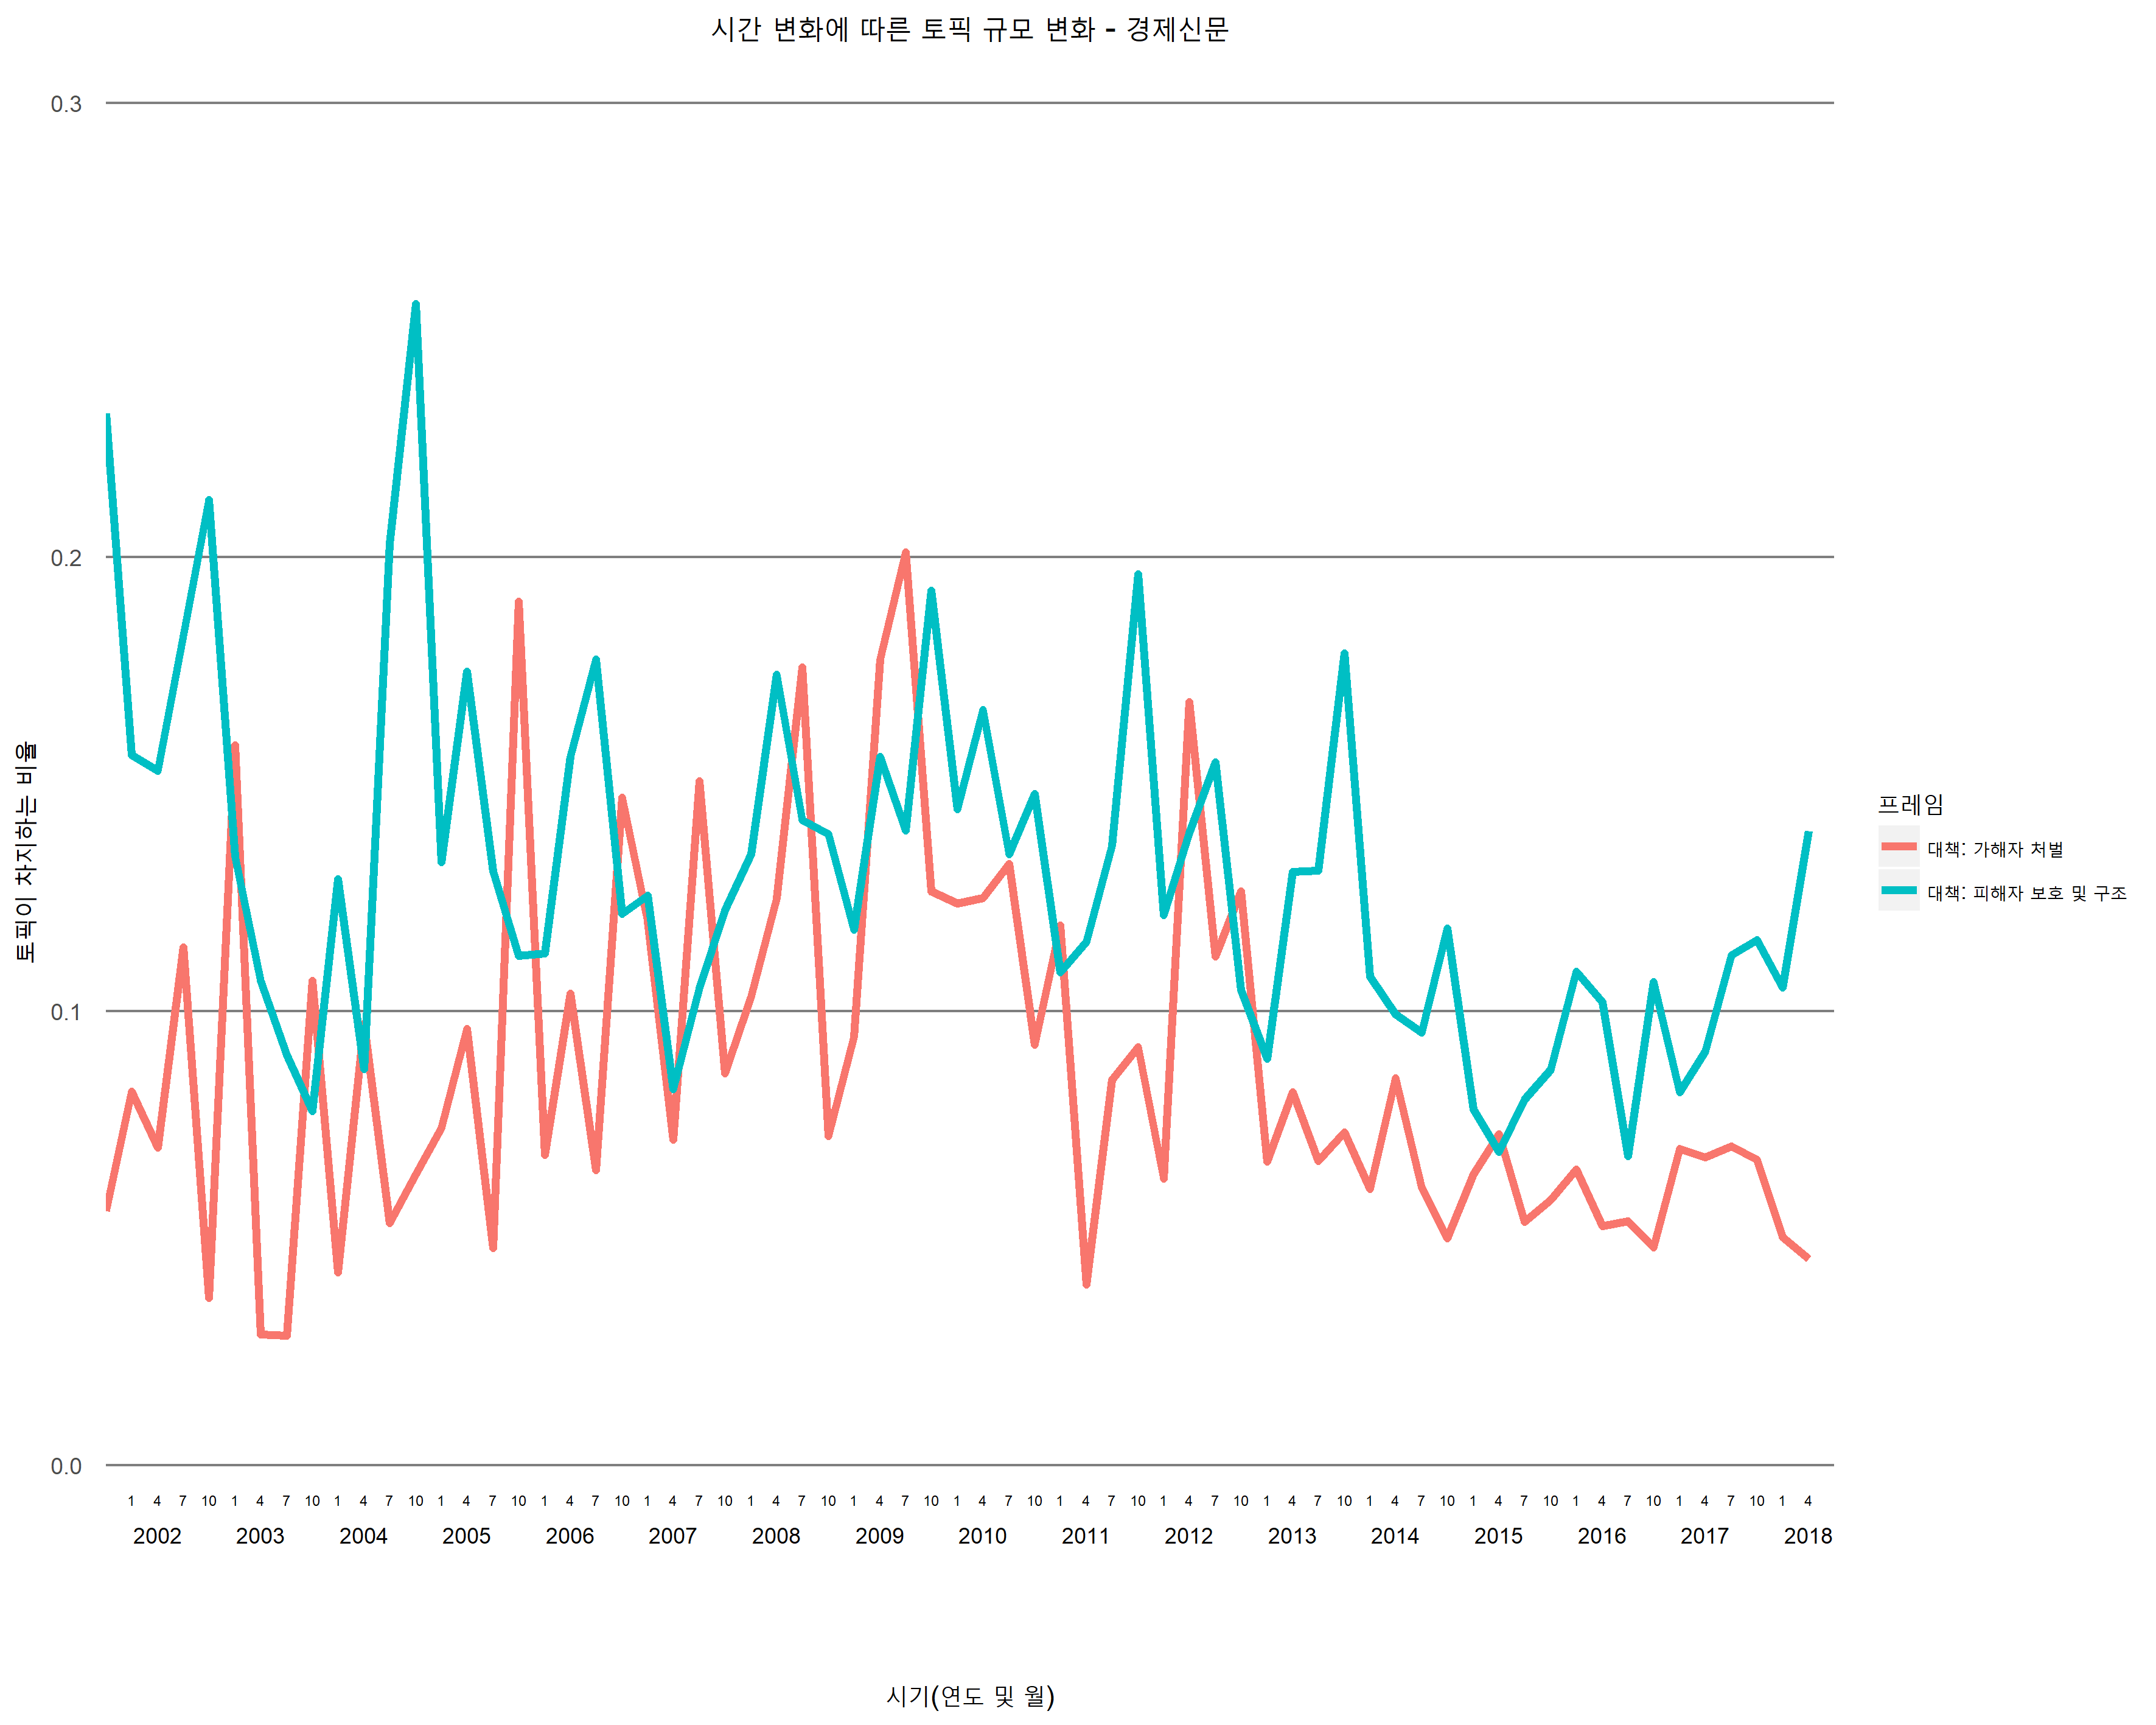 시간 변화에 따른 토픽 규모 변화 - 경제신문
0.3
0.2
0.1
0.0
토픽이 차지하는 비율
1 4 7 10 1 4 7 10 1 4 7 10 1 4 7 10 1 4 7 10 1 4 7 10 1 4 7 10 1 4 7 10 1 4 7 10 1 4 7 10 1 4 7 10 1 4 7 10 1 4 7 10 1 4 7 10 1 4 7 10 1 4 7 10 1 4
2002 2003 2004 2005 2006 2007 2008 2009 2010 2011 2012 2013 2014 2015 2016 2017 2018
시기(연도 및 월)
프레임
대책: 가해자 처벌
대책: 피해자 보호 및 구조